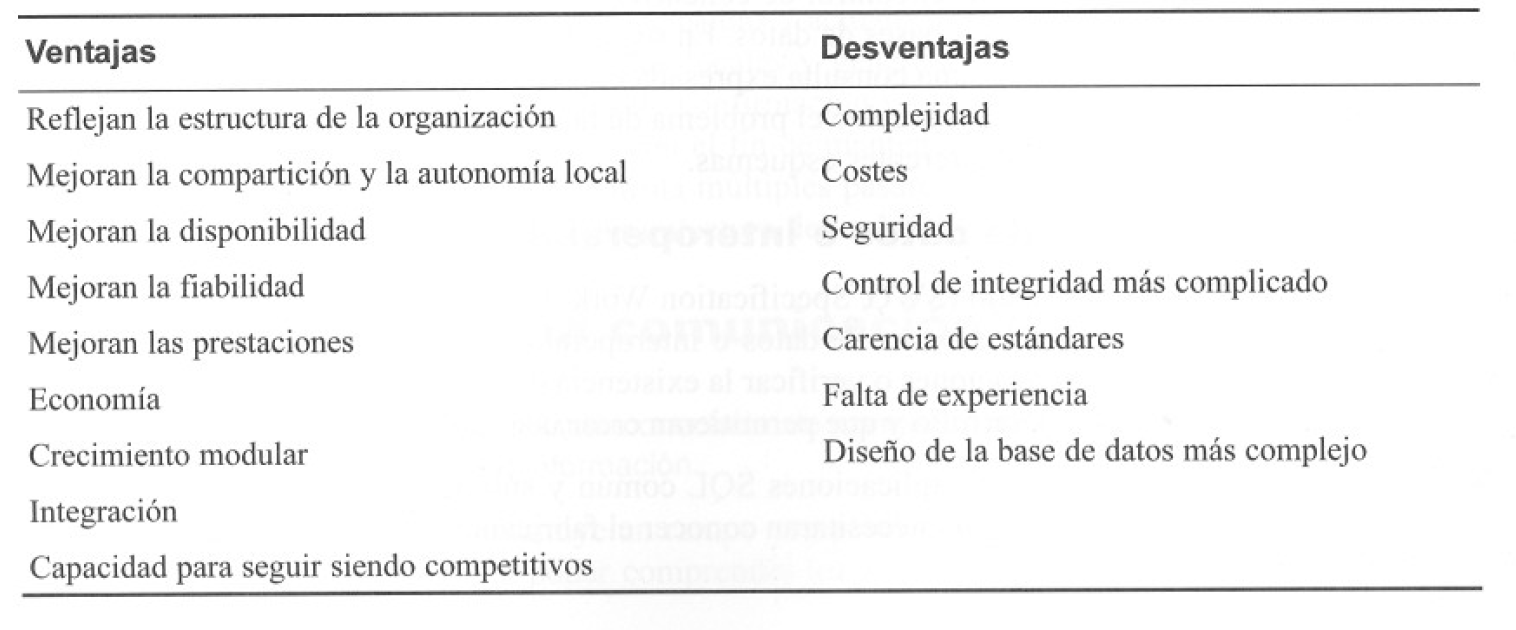 Ventajas Desventajas
Reflejan la estructura de la organización Complejidad
Mejoran la compartición y la autonomía local Costes
Mejoran la disponibilidad Seguridad
Mejoran la fiabilidad Control de integridad más complicado
Mejoran las prestaciones Carencia de estándares
Economía Falta de experiencia
Crecimiento modular Diseño de la base de datos más complejo
Integración
Capacidad para seguir siendo competitivos